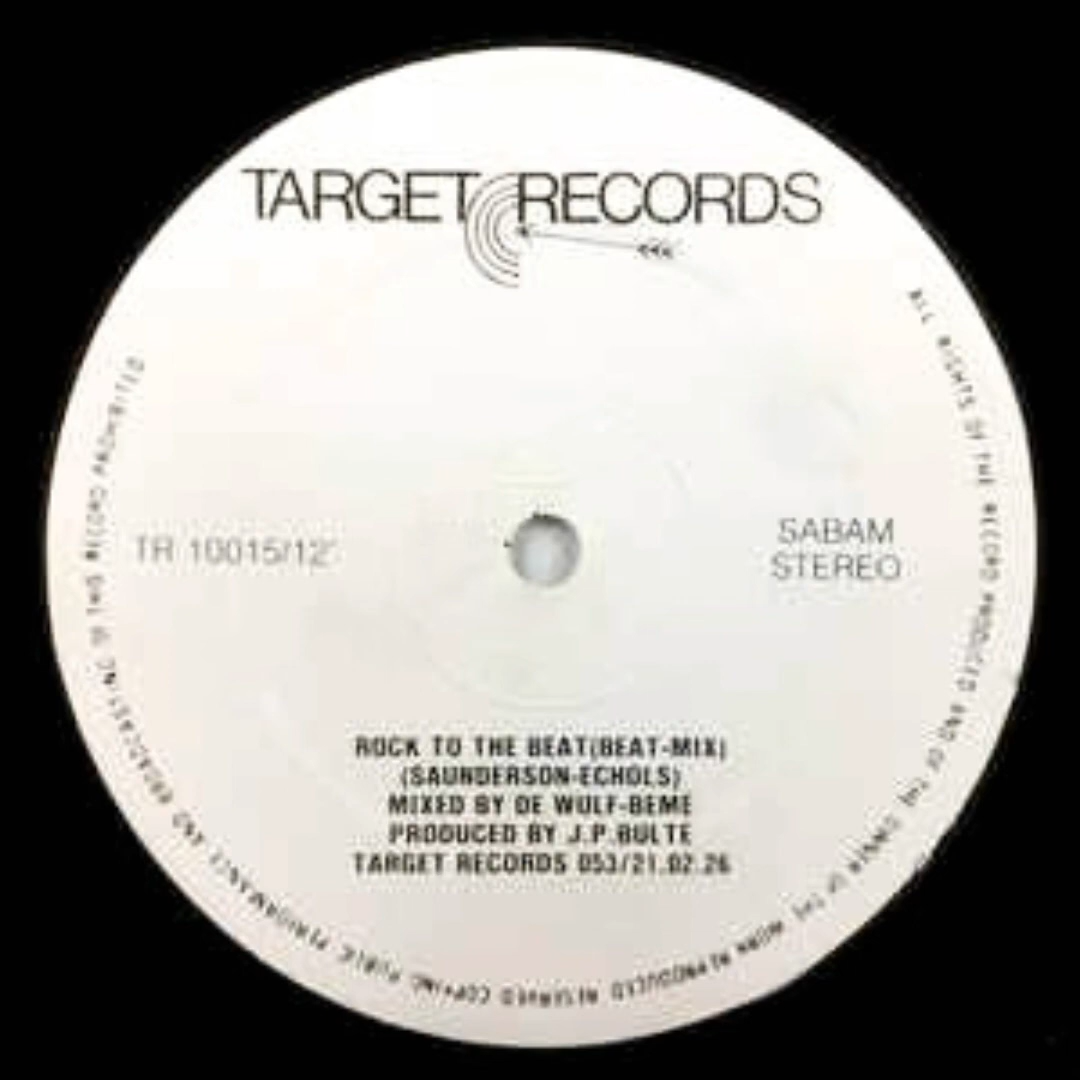 TARGET RECORDS
TR 10015/12"
SABAM
STEREO
ROCK TO THE BEAT(BEAT-MIX)
(SAUNDERSON-ECHOLS)
MIXED BY DE WULF-BEME
PRODUCED BY J.P.BULTE
TARGET RECORDS 053/21.02.26
ALL RIGHTS OF THE RECORD PRODUCED AND OF THE OWNER OF THE WORK REPRODUCED RESERVED COPYING PUBLIC PERFORMANCE AND BROADCASTING OF THIS RECORD PROHIBITED